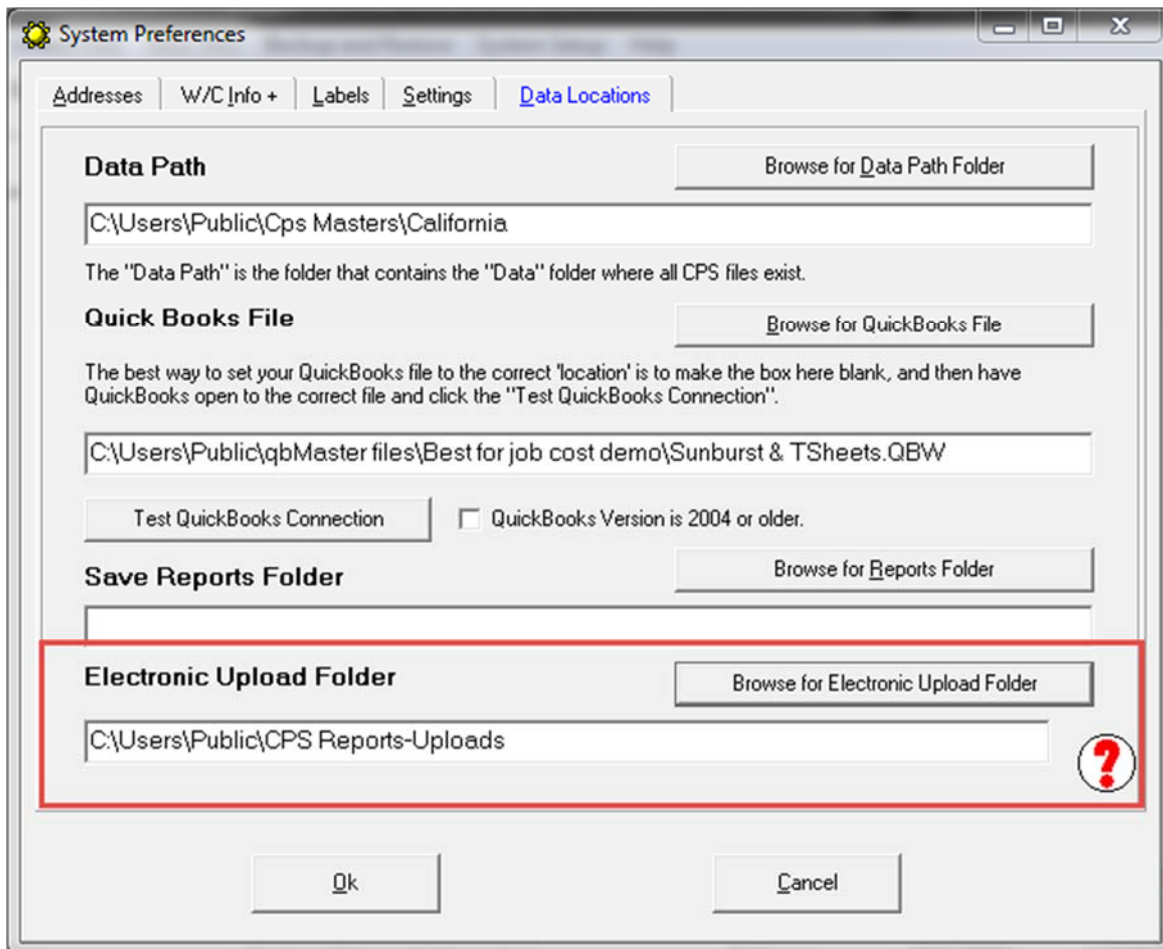 System Preferences
Backup and Restore System Setup Help
Addresses W/C Info + Labels Settings Data Locations
Data Path
Browse for Data Path Folder
C:\Users\Public\Cps Masters\California
The "Data Path" is the folder that contains the "Data" folder where all CPS files exist.
Quick Books File
Browse for QuickBooks File
The best way to set your QuickBooks file to the correct 'location' is to make the box here blank, and then have
QuickBooks open to the correct file and click the "Test QuickBooks Connection".
C:\Users\Public\qbMaster files\Best for job cost demo\Sunburst & TSheets.QBW
Test QuickBooks Connection
QuickBooks Version is 2004 or older.
Save Reports Folder
Browse for Reports Folder
Electronic Upload Folder
Browse for Electronic Upload Folder
C:\Users\Public\CPS Reports-Uploads
?
Ok
Cancel